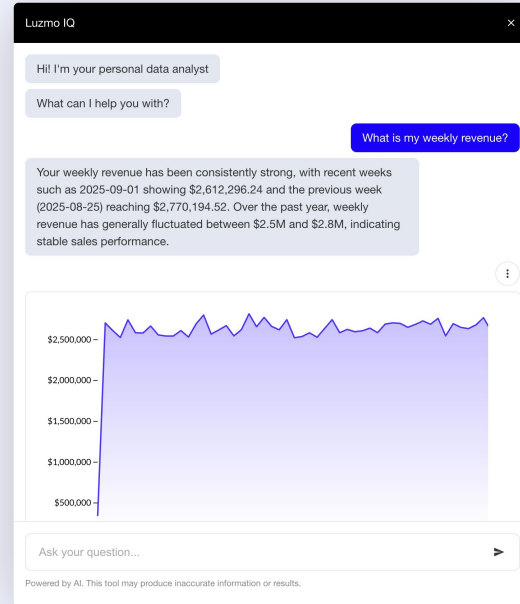 Luzmo IQ
×
Hi! I'm your personal data analyst
What can I help you with?
What is my weekly revenue?
Your weekly revenue has been consistently strong, with recent weeks
such as 2025-09-01 showing $2,612,296.24 and the previous week
(2025-08-25) reaching $2,770,194.52. Over the past year, weekly
revenue has generally fluctuated between $2.5M and $2.8M, indicating
stable sales performance.
$2,500,000
$2,000,000
$1,500,000
$1,000,000
$500,000
Ask your question...
Powered by AI. This tool may produce inaccurate information or results.